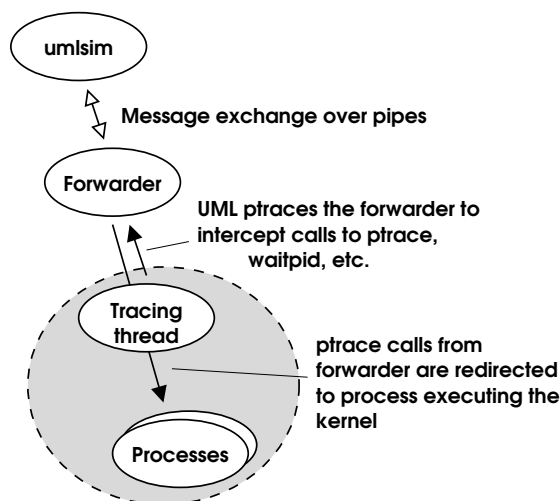 umlsim
Message exchange over pipes
Forwarder
UML ptraces the forwarder to
intercept calls to ptrace,
waitpid, etc.
Tracing
thread
ptrace calls from
forwarder are redirected
to process executing the
kernel
Processes